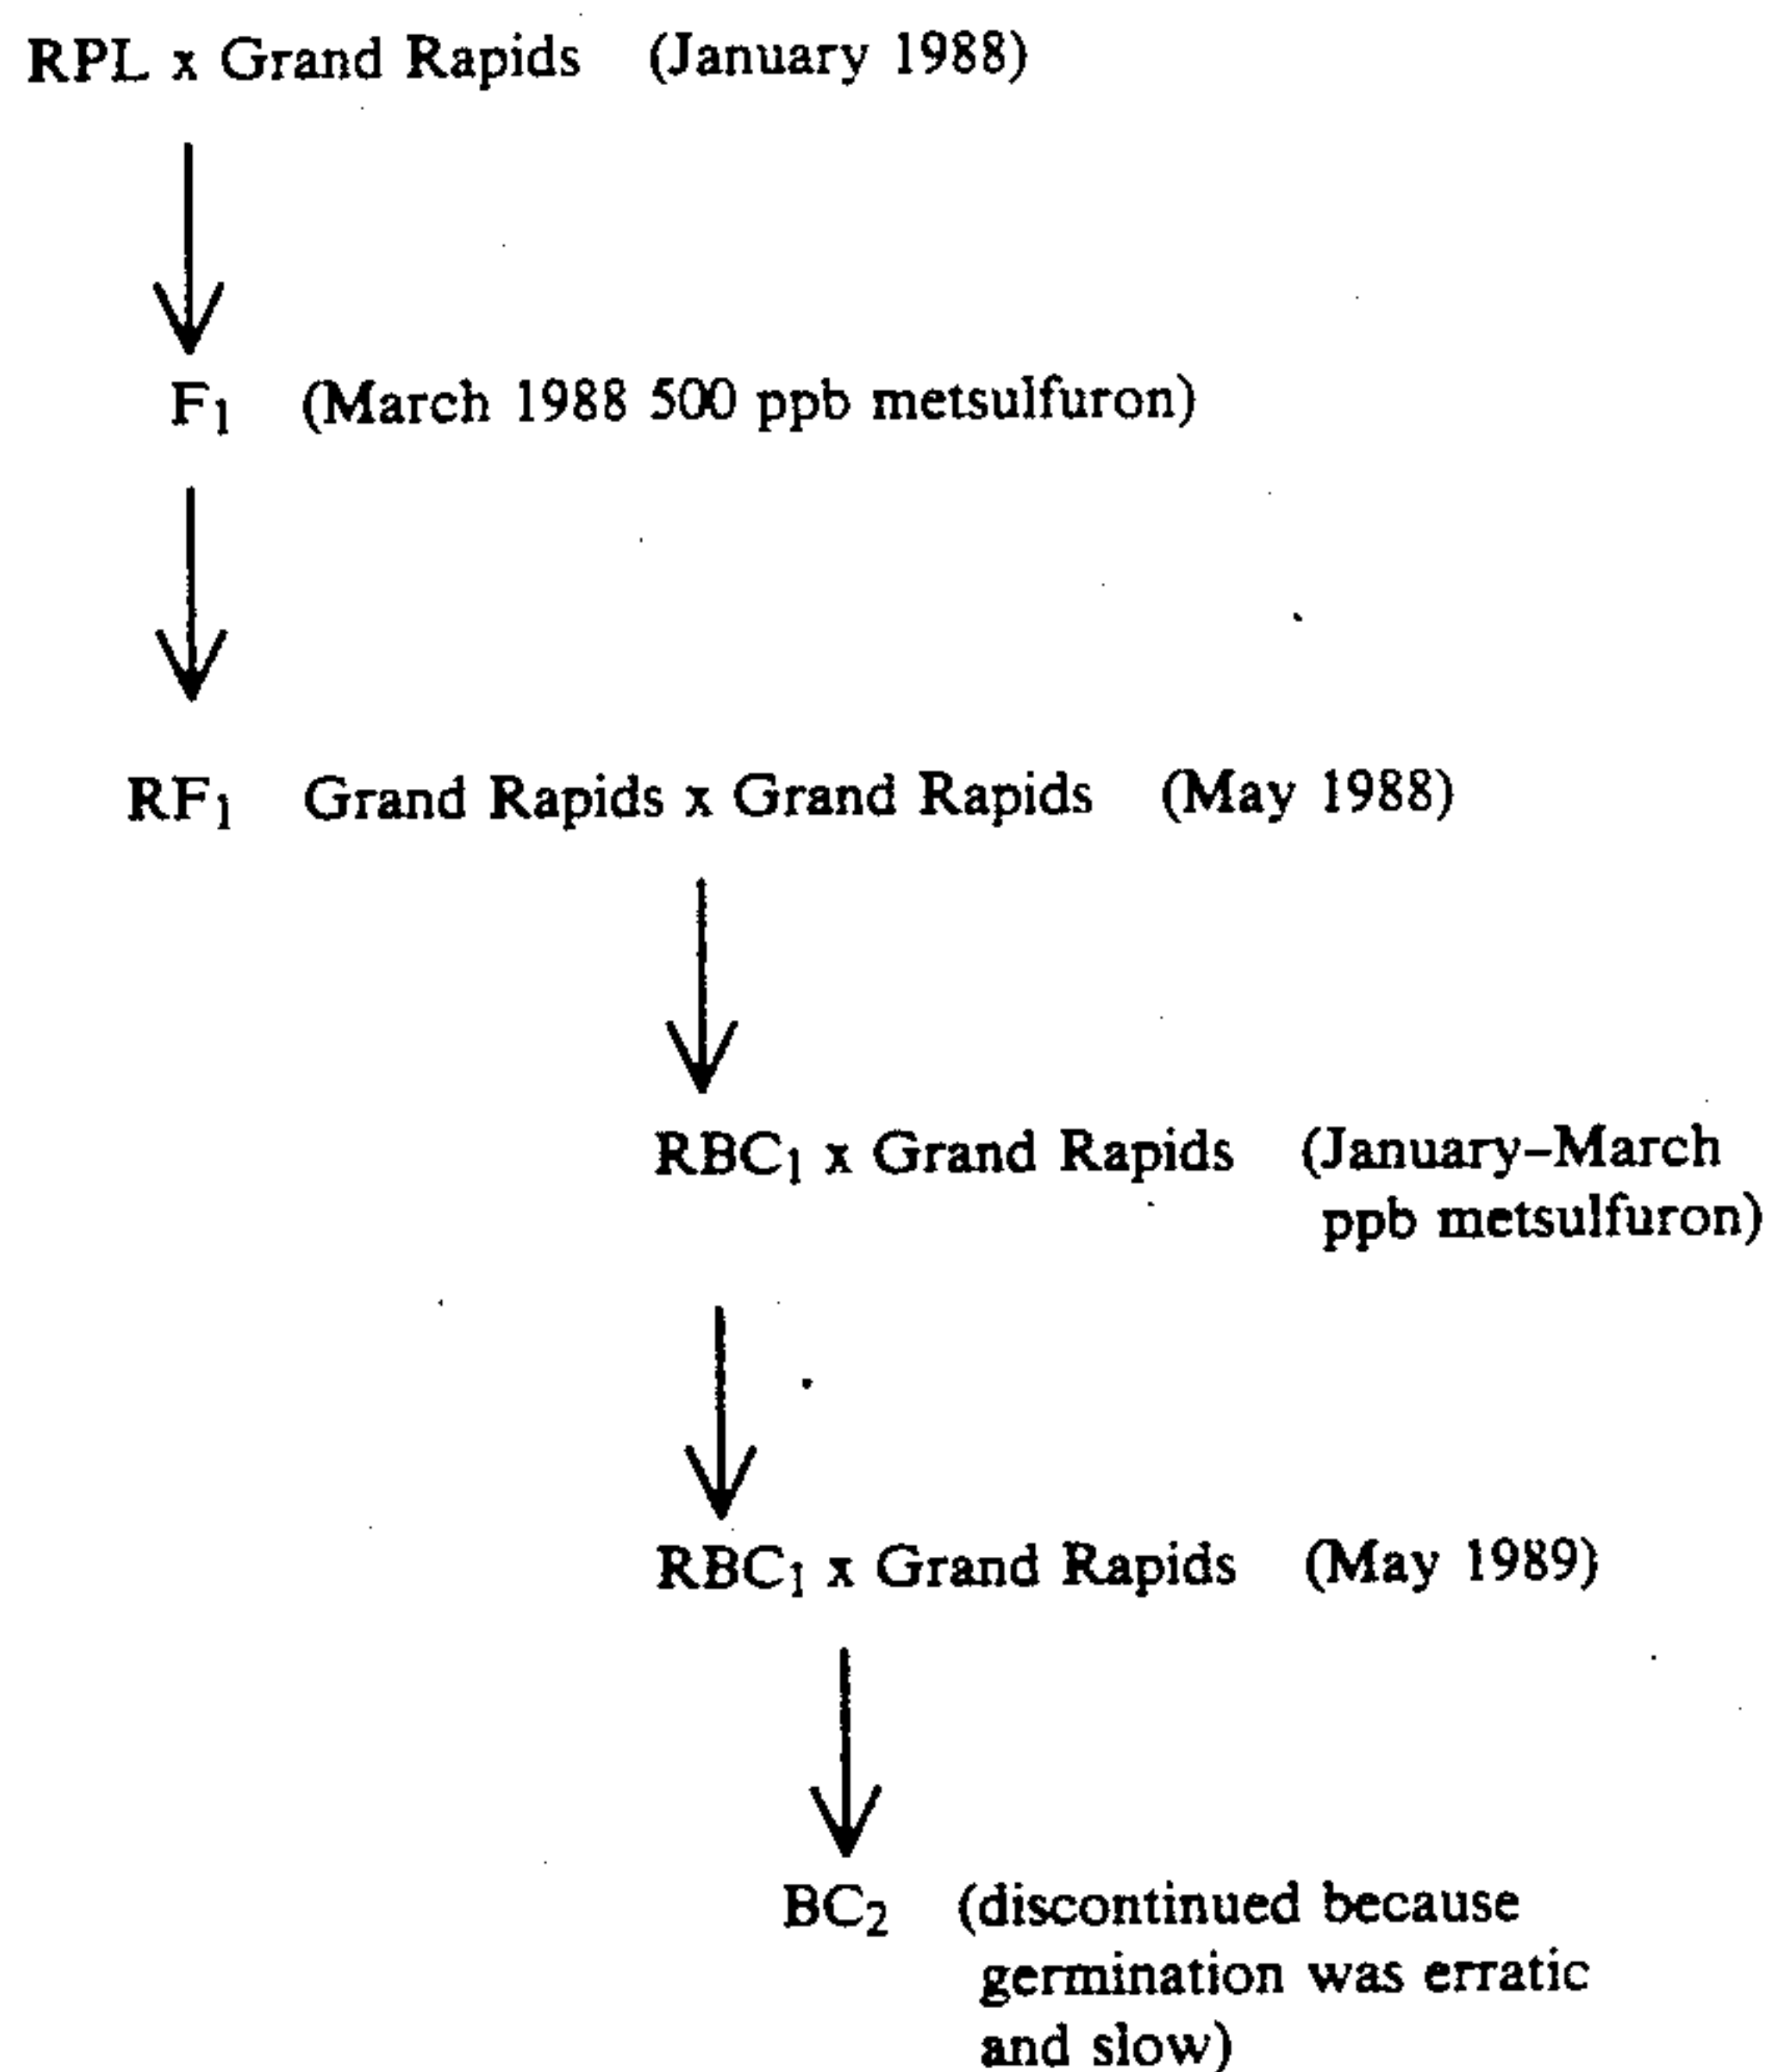 RPL x Grand Rapids (January 1988)
F₁ (March 1988 500 ppb metsulfuron)
RF₁ Grand Rapids x Grand Rapids (May 1988)
RBC₁ x Grand Rapids (January–March
ppb metsulfuron)
RBC₁ x Grand Rapids (May 1989)
BC₂ (discontinued because
germination was erratic
and slow)